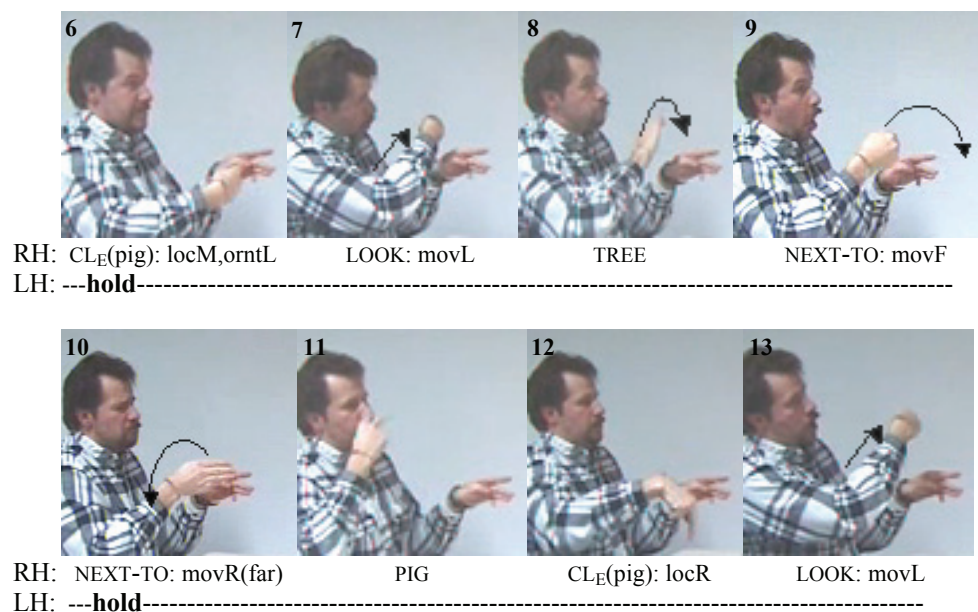 6 7 8 9
RH: CLE(pig): locM,orntL LOOK: movL TREE NEXT-TO: movF
LH: ---hold--------------------------------------------------------------------------------------------
10 11 12 13
RH: NEXT-TO: movR(far) PIG CLE(pig): locR LOOK: movL
LH: ---hold----------------------------------------------------------------------------------------